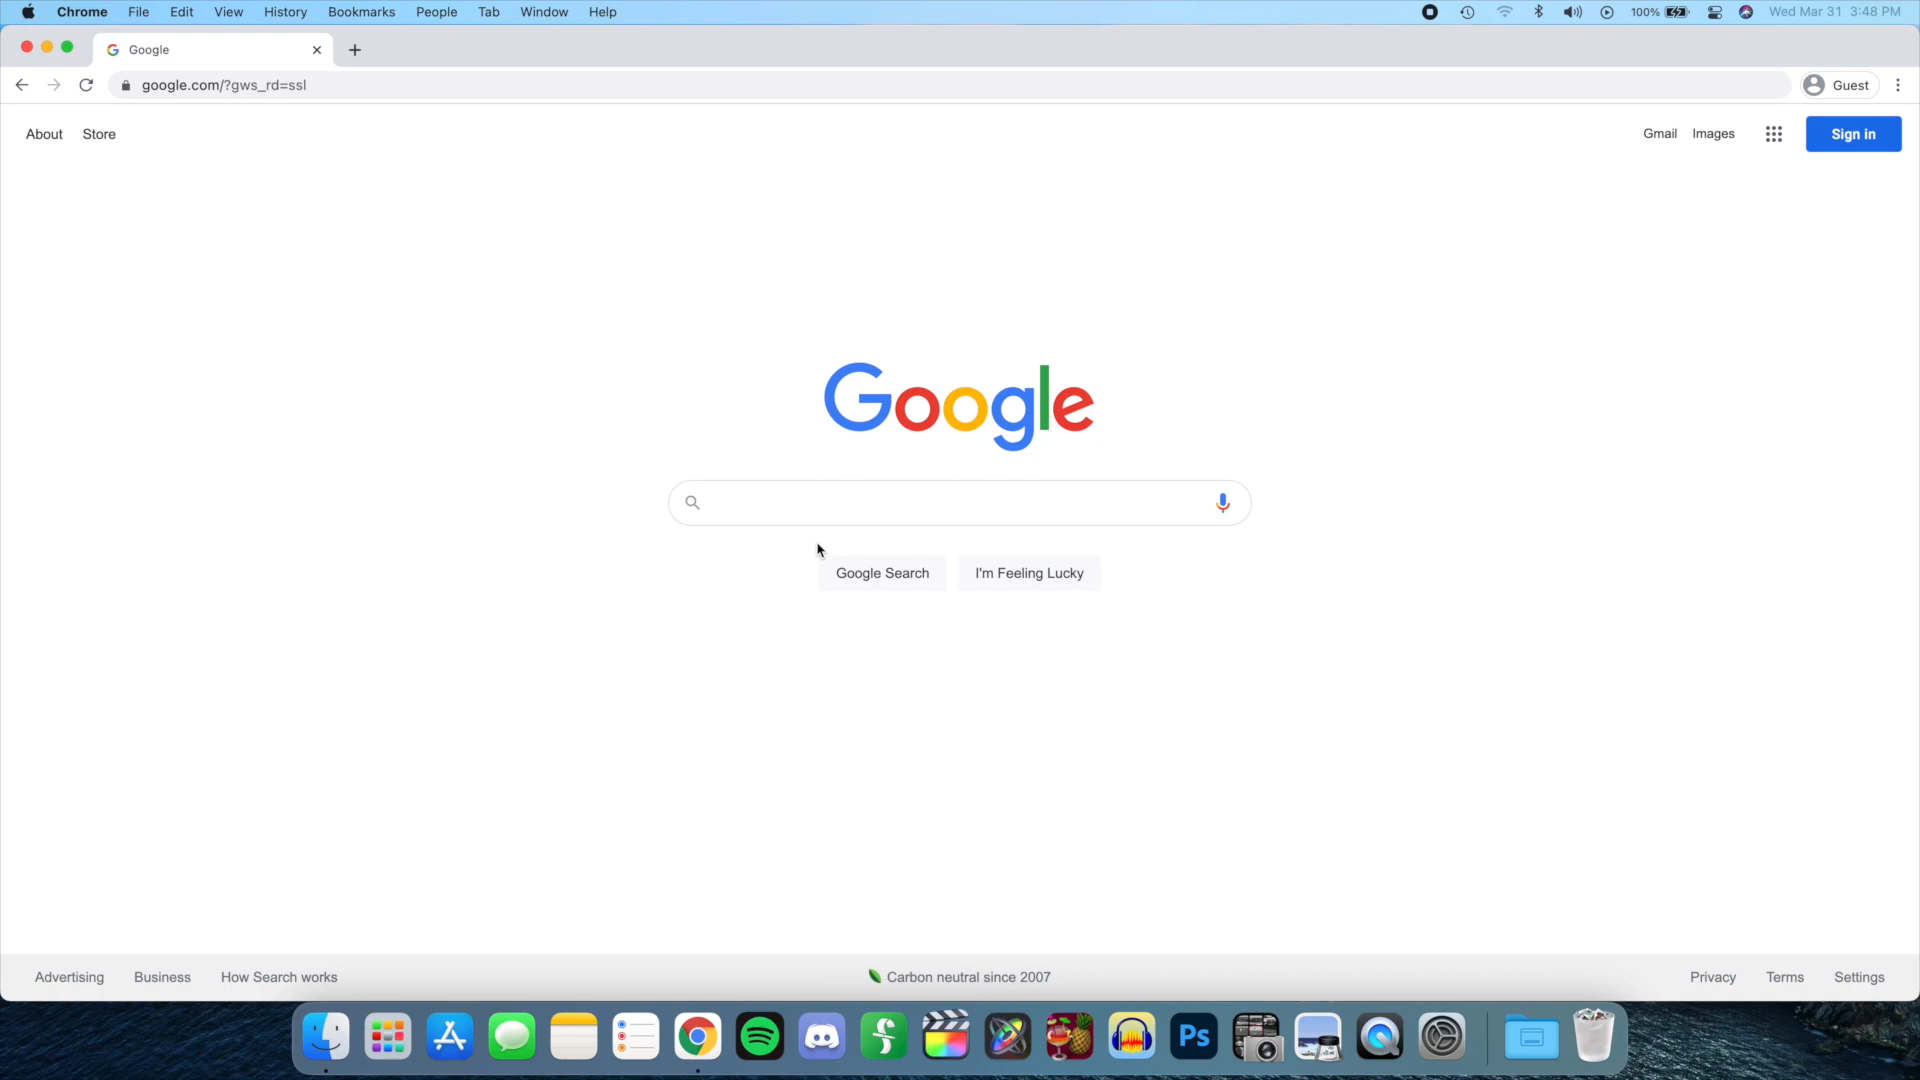 Chrome File Edit View History Bookmarks People Tab Window Help 100% Wed Mar 31 3:48 PM
Google
google.com/?gws_rd=ssl Guest
About Store Gmail Images Sign in
Google
Google Search I'm Feeling Lucky
Advertising Business How Search works Carbon neutral since 2007 Privacy Terms Settings
Ps